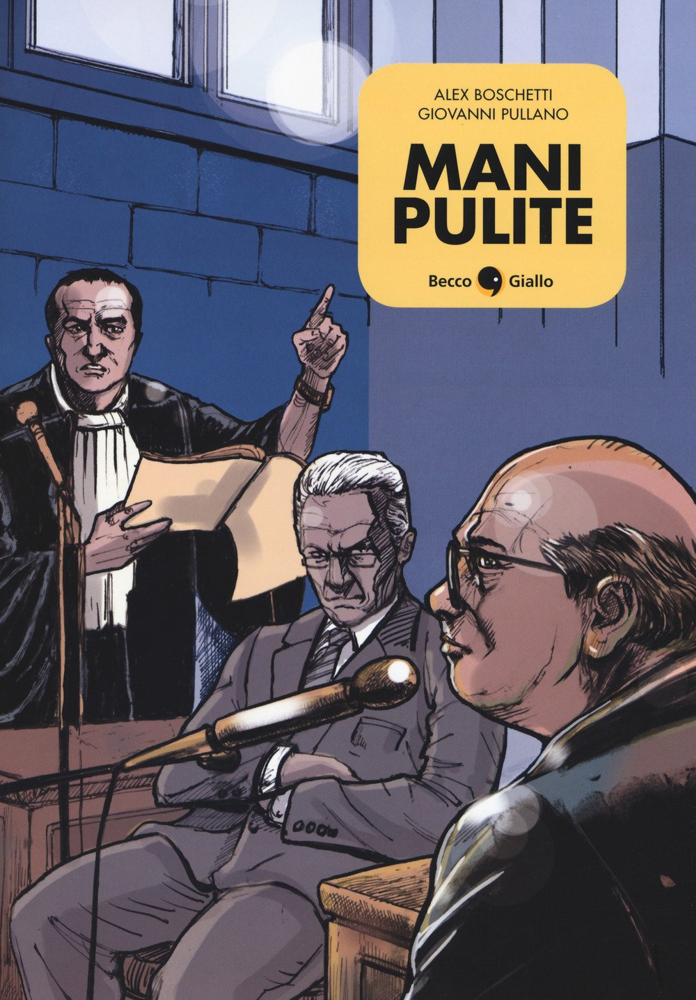 ALEX BOSCHETTI
GIOVANNI PULLANO
MANI
PULITE
Becco Giallo